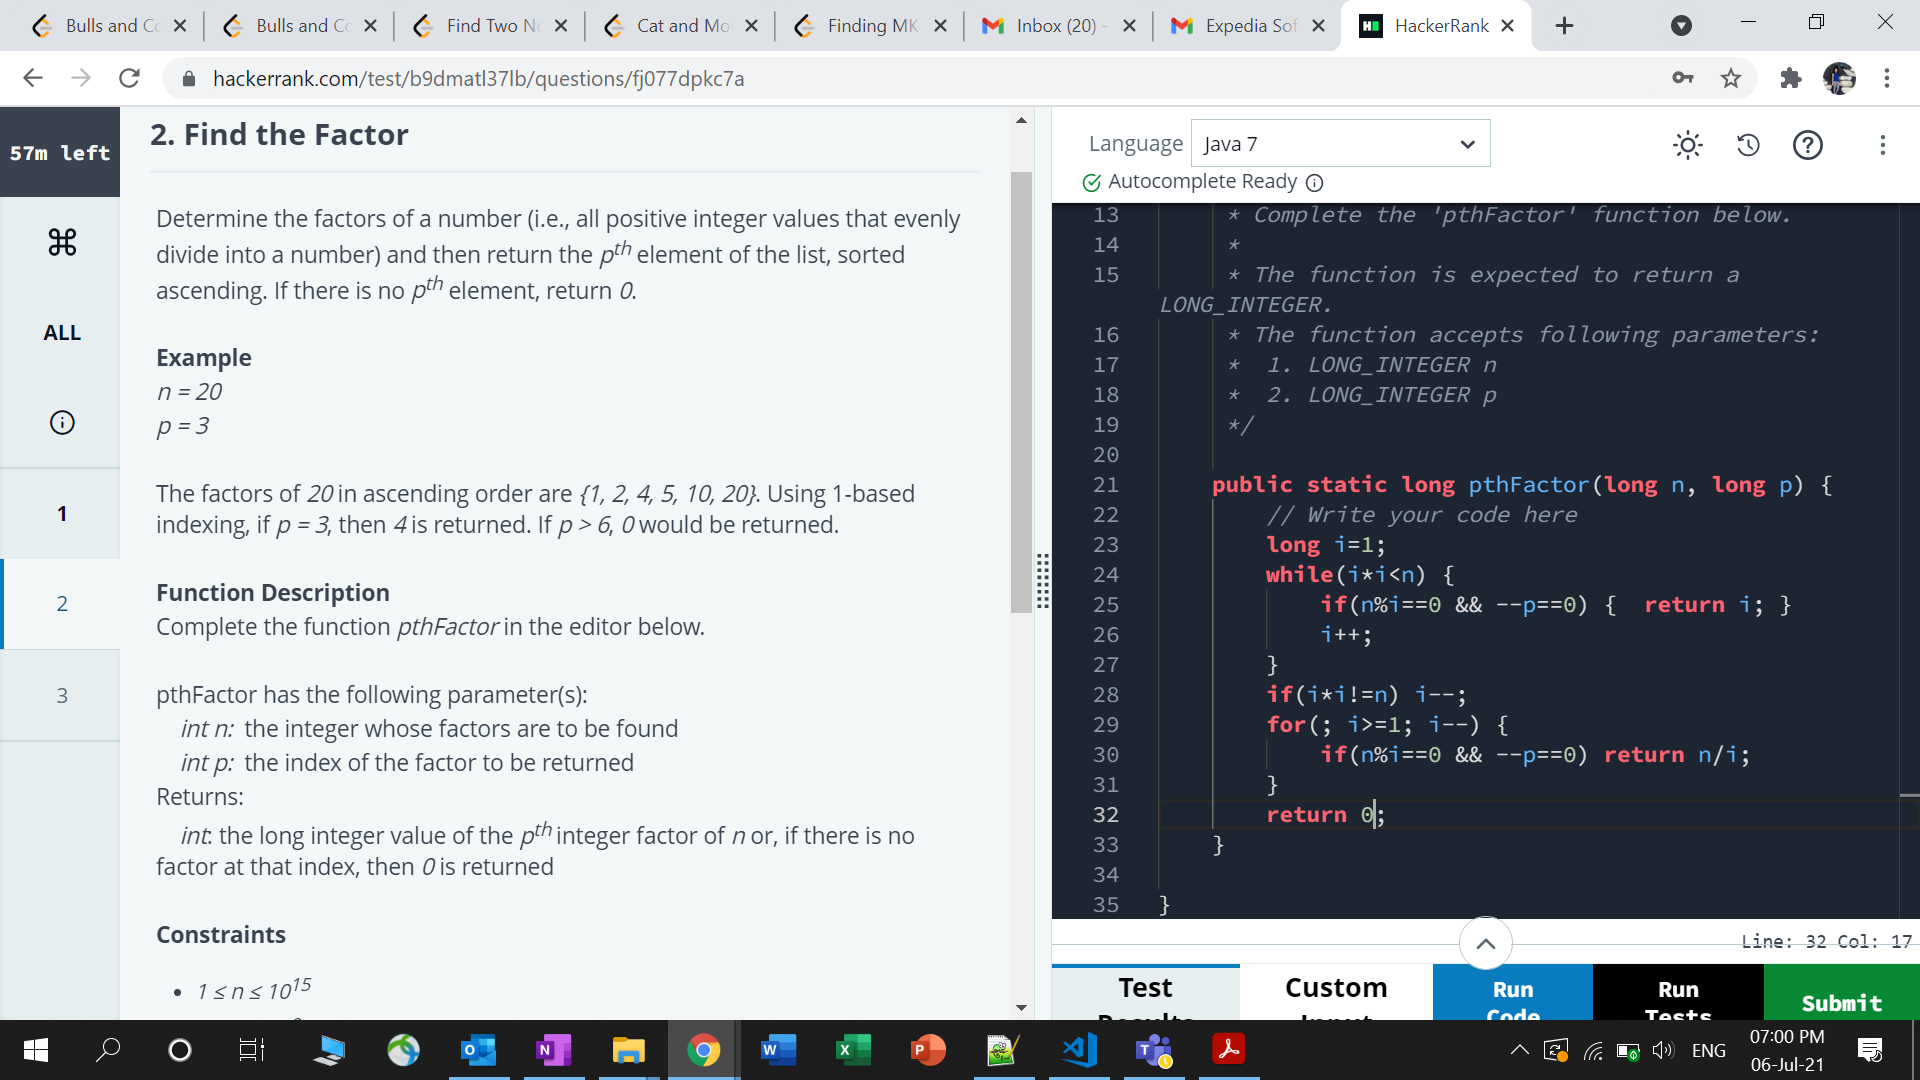 Bulls and Co
Bulls and Co
Find Two No
Cat and Mo
Finding MK
Inbox (20) -
Expedia Sof
HackerRank
hackerrank.com/test/b9dmatl37lb/questions/fj077dpkc7a
57m left
ALL
1
2
3
2. Find the Factor
Determine the factors of a number (i.e., all positive integer values that evenly
divide into a number) and then return the pth element of the list, sorted
ascending. If there is no pth element, return 0.
Example
n = 20
p = 3
The factors of 20 in ascending order are {1, 2, 4, 5, 10, 20}. Using 1-based
indexing, if p = 3, then 4 is returned. If p > 6, 0 would be returned.
Function Description
Complete the function pthFactor in the editor below.
pthFactor has the following parameter(s):
int n: the integer whose factors are to be found
int p: the index of the factor to be returned
Returns:
int: the long integer value of the pth integer factor of n or, if there is no
factor at that index, then 0 is returned
Constraints
• 1 ≤ n ≤ 10^15
Language Java 7
Autocomplete Ready
13 * Complete the 'pthFactor' function below.
14 *
15 * The function is expected to return a
LONG_INTEGER.
16 * The function accepts following parameters:
17 * 1. LONG_INTEGER n
18 * 2. LONG_INTEGER p
19 */
20
21 public static long pthFactor(long n, long p) {
22 // Write your code here
23 long i=1;
24 while(i*i<n) {
25 if(n%i==0 && --p==0) { return i; }
26 i++;
27 }
28 if(i*i!=n) i--;
29 for(; i>=1; i--) {
30 if(n%i==0 && --p==0) return n/i;
31 }
32 return 0;
33 }
34
35 }
Line: 32 Col: 17
Test
Results
Custom
Input
Run
Code
Run
Tests
Submit
ENG
07:00 PM
06-Jul-21